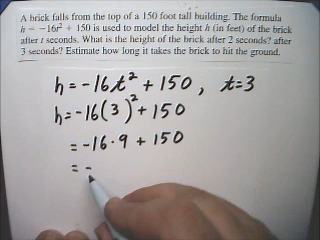 A brick falls from the top of a 150 foot tall building. The formula
h = −16t² + 150 is used to model the height h (in feet) of the brick
after t seconds. What is the height of the brick after 2 seconds? after
3 seconds? Estimate how long it takes the brick to hit the ground.
h = -16t² + 150 , t=3
h = -16(3)² + 150
= -16·9 + 150
= -